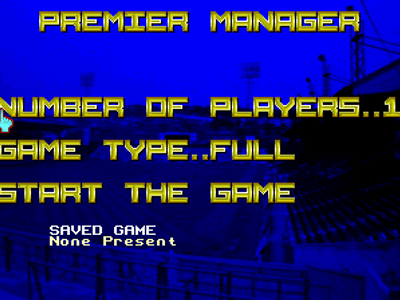 PREMIER MANAGER
NUMBER OF PLAYERS..1
GAME TYPE..FULL
START THE GAME
SAVED GAME
None Present